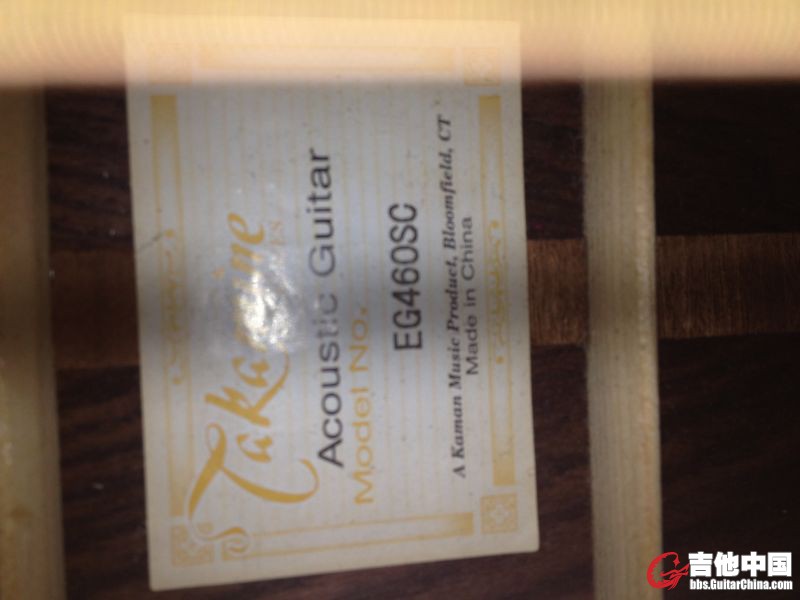 Takamine
Acoustic Guitar
Model No.
EG460SC
A Kaman Music Product, Bloomfield, CT
Made in China
吉他中国
bbs.GuitarChina.com